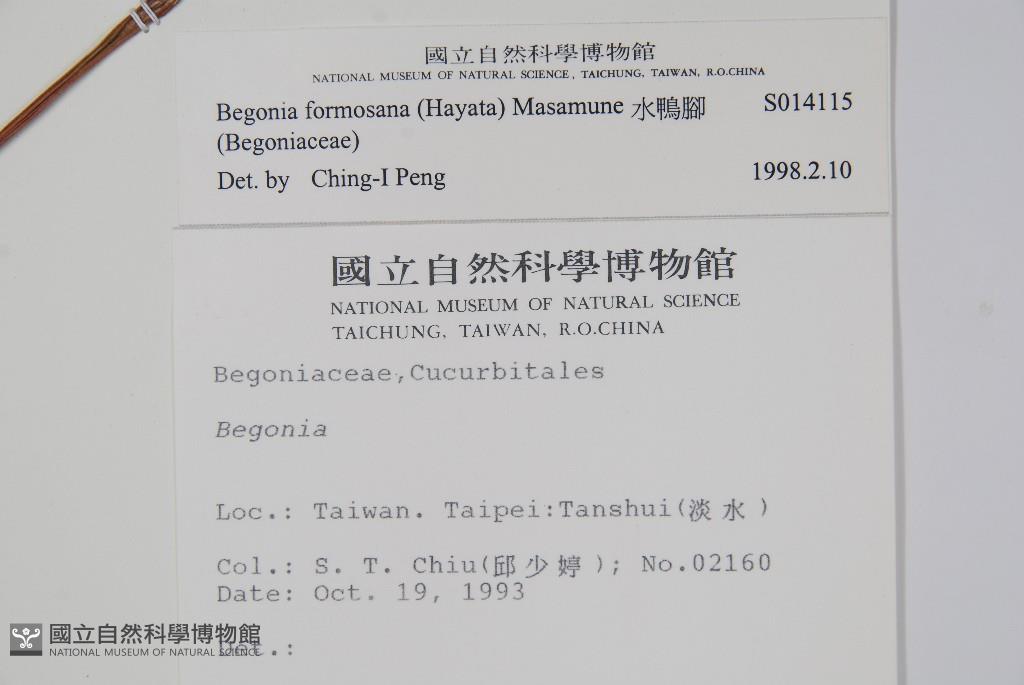 國立自然科學博物館
NATIONAL MUSEUM OF NATURAL SCIENCE, TAICHUNG, TAIWAN, R.O.CHINA
Begonia formosana (Hayata) Masamune 水鴨腳 S014115
(Begoniaceae)
Det. by Ching-I Peng 1998.2.10
國立自然科學博物館
NATIONAL MUSEUM OF NATURAL SCIENCE
TAICHUNG, TAIWAN, R.O.CHINA
Begoniaceae,Cucurbitales
Begonia
Loc.: Taiwan. Taipei:Tanshui(淡水)
Col.: S. T. Chiu(邱少婷); No.02160
Date: Oct. 19, 1993
Det.:
國立自然科學博物館
NATIONAL MUSEUM OF NATURAL SCIENCE